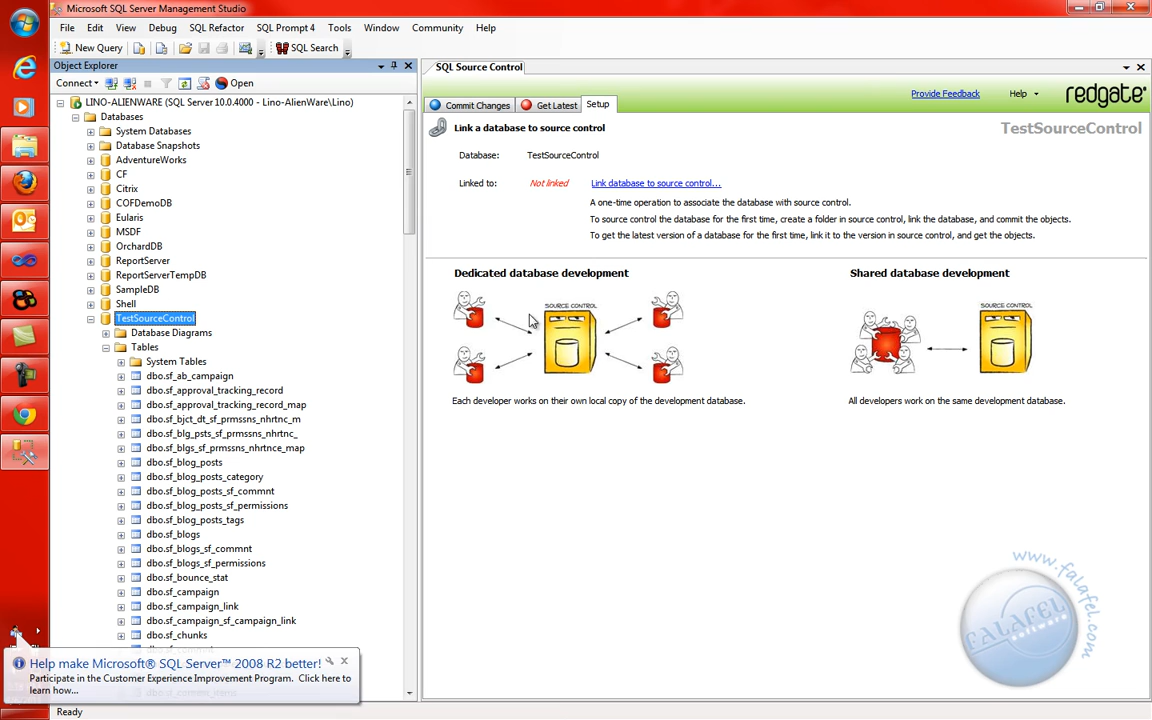 Microsoft SQL Server Management Studio
File Edit View Debug SQL Refactor SQL Prompt 4 Tools Window Community Help
New Query SQL Search
Object Explorer
Connect Open
LINO-ALIENWARE (SQL Server 10.0.4000 - Lino-AlienWare\Lino)
Databases
System Databases
Database Snapshots
AdventureWorks
CF
Citrix
COFDemoDB
Eularis
MSDF
OrchardDB
ReportServer
ReportServerTempDB
SampleDB
Shell
TestSourceControl
Database Diagrams
Tables
System Tables
dbo.sf_ab_campaign
dbo.sf_approval_tracking_record
dbo.sf_approval_tracking_record_map
dbo.sf_bjct_dt_sf_prmssns_nhrtnc_m
dbo.sf_blg_psts_sf_prmssns_nhrtnc_
dbo.sf_blgs_sf_prmssns_nhrtnce_map
dbo.sf_blog_posts
dbo.sf_blog_posts_category
dbo.sf_blog_posts_sf_commnt
dbo.sf_blog_posts_sf_permissions
dbo.sf_blog_posts_tags
dbo.sf_blogs
dbo.sf_blogs_sf_commnt
dbo.sf_blogs_sf_permissions
dbo.sf_bounce_stat
dbo.sf_campaign
dbo.sf_campaign_link
dbo.sf_campaign_sf_campaign_link
dbo.sf_chunks
Help make Microsoft® SQL Server™ 2008 R2 better!
Participate in the Customer Experience Improvement Program. Click here to
learn how...
Ready
SQL Source Control
Commit Changes Get Latest Setup
Provide Feedback Help redgate
Link a database to source control
TestSourceControl
Database: TestSourceControl
Linked to: Not linked Link database to source control...
A one-time operation to associate the database with source control.
To source control the database for the first time, create a folder in source control, link the database, and commit the objects.
To get the latest version of a database for the first time, link it to the version in source control, and get the objects.
Dedicated database development
SOURCE CONTROL
Each developer works on their own local copy of the development database.
Shared database development
SOURCE CONTROL
All developers work on the same development database.
www.falafel.com
FALAFEL
software